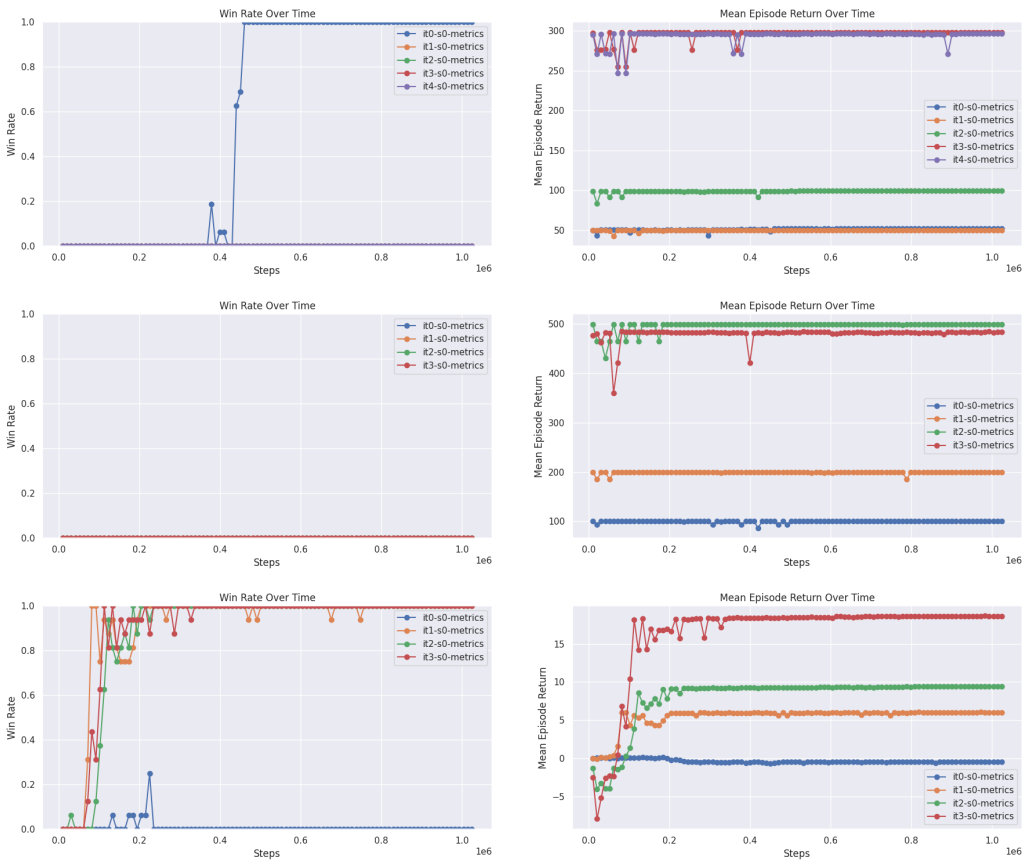 Win Rate Over Time
Win Rate
1.0
0.8
0.6
0.4
0.2
0.0
it0-s0-metrics
it1-s0-metrics
it2-s0-metrics
it3-s0-metrics
it4-s0-metrics
0.0 0.2 0.4 0.6 0.8 1.0
1e6
Steps
Mean Episode Return Over Time
Mean Episode Return
300
250
200
150
100
50
it0-s0-metrics
it1-s0-metrics
it2-s0-metrics
it3-s0-metrics
it4-s0-metrics
0.0 0.2 0.4 0.6 0.8 1.0
1e6
Steps
Win Rate Over Time
Win Rate
1.0
0.8
0.6
0.4
0.2
0.0
it0-s0-metrics
it1-s0-metrics
it2-s0-metrics
it3-s0-metrics
0.0 0.2 0.4 0.6 0.8 1.0
1e6
Steps
Mean Episode Return Over Time
Mean Episode Return
500
400
300
200
100
it0-s0-metrics
it1-s0-metrics
it2-s0-metrics
it3-s0-metrics
0.0 0.2 0.4 0.6 0.8 1.0
1e6
Steps
Win Rate Over Time
Win Rate
1.0
0.8
0.6
0.4
0.2
0.0
it0-s0-metrics
it1-s0-metrics
it2-s0-metrics
it3-s0-metrics
0.0 0.2 0.4 0.6 0.8 1.0
1e6
Steps
Mean Episode Return Over Time
Mean Episode Return
15
10
5
0
−5
it0-s0-metrics
it1-s0-metrics
it2-s0-metrics
it3-s0-metrics
0.0 0.2 0.4 0.6 0.8 1.0
1e6
Steps